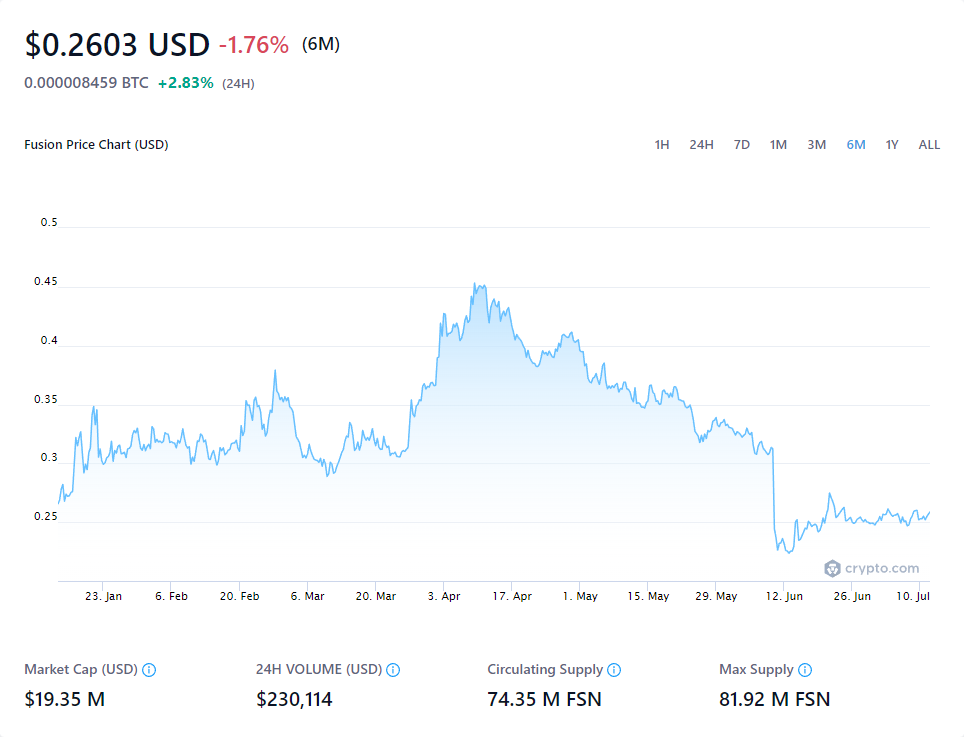 $0.2603 USD -1.76% (6M)
0.000008459 BTC +2.83% (24H)
Fusion Price Chart (USD) 1H 24H 7D 1M 3M 6M 1Y ALL
0.5
0.45
0.4
0.35
0.3
0.25
crypto.com
23. Jan 6. Feb 20. Feb 6. Mar 20. Mar 3. Apr 17. Apr 1. May 15. May 29. May 12. Jun 26. Jun 10. Jul
Market Cap (USD) 24H VOLUME (USD) Circulating Supply Max Supply
$19.35 M $230,114 74.35 M FSN 81.92 M FSN